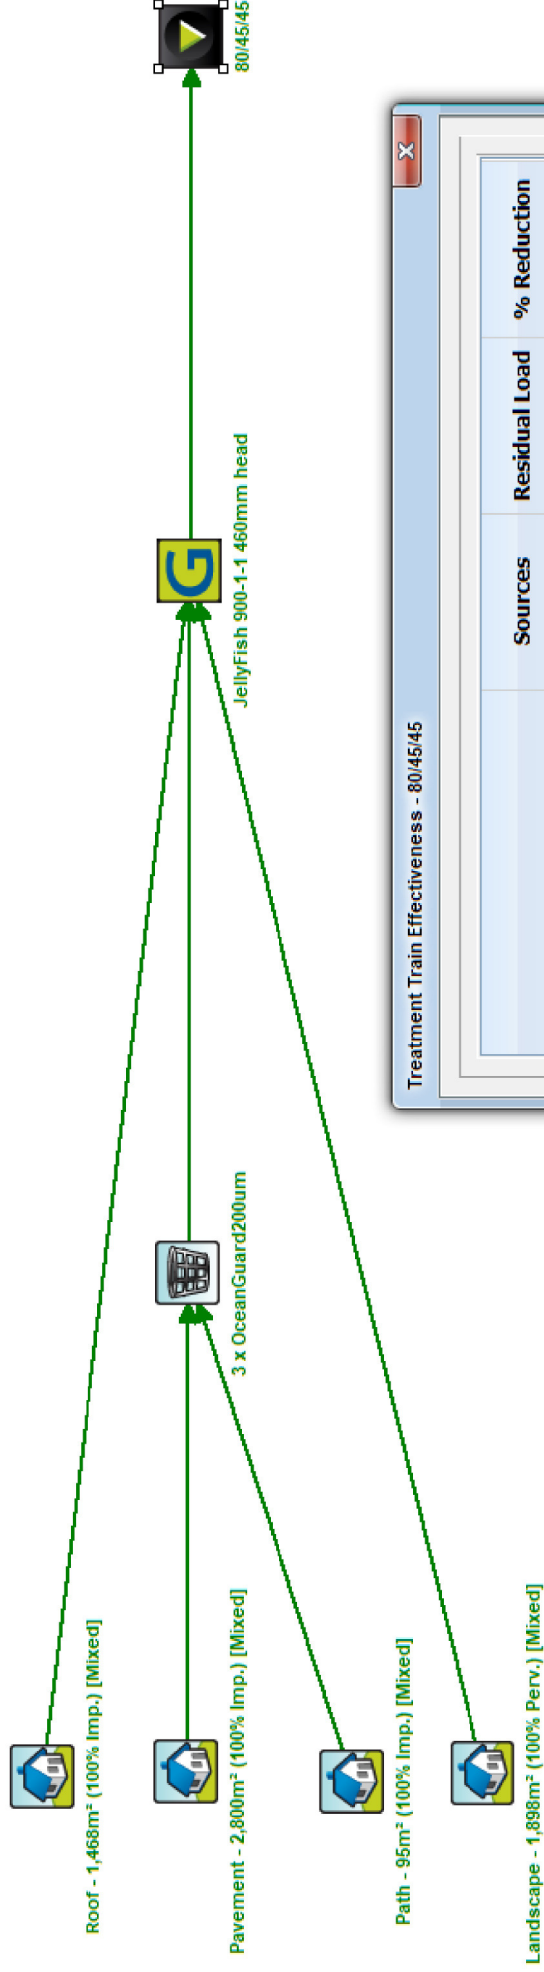 Roof - 1,468m² (100% Imp.) [Mixed]
Pavement - 2,800m² (100% Imp.) [Mixed]
Path - 95m² (100% Imp.) [Mixed]
Landscape - 1,898m² (100% Perv.) [Mixed]
3 x OceanGuard200um
JellyFish 900-1-1 460mm head
80/45/45
Treatment Train Effectiveness - 80/45/45
Sources Residual Load % Reduction